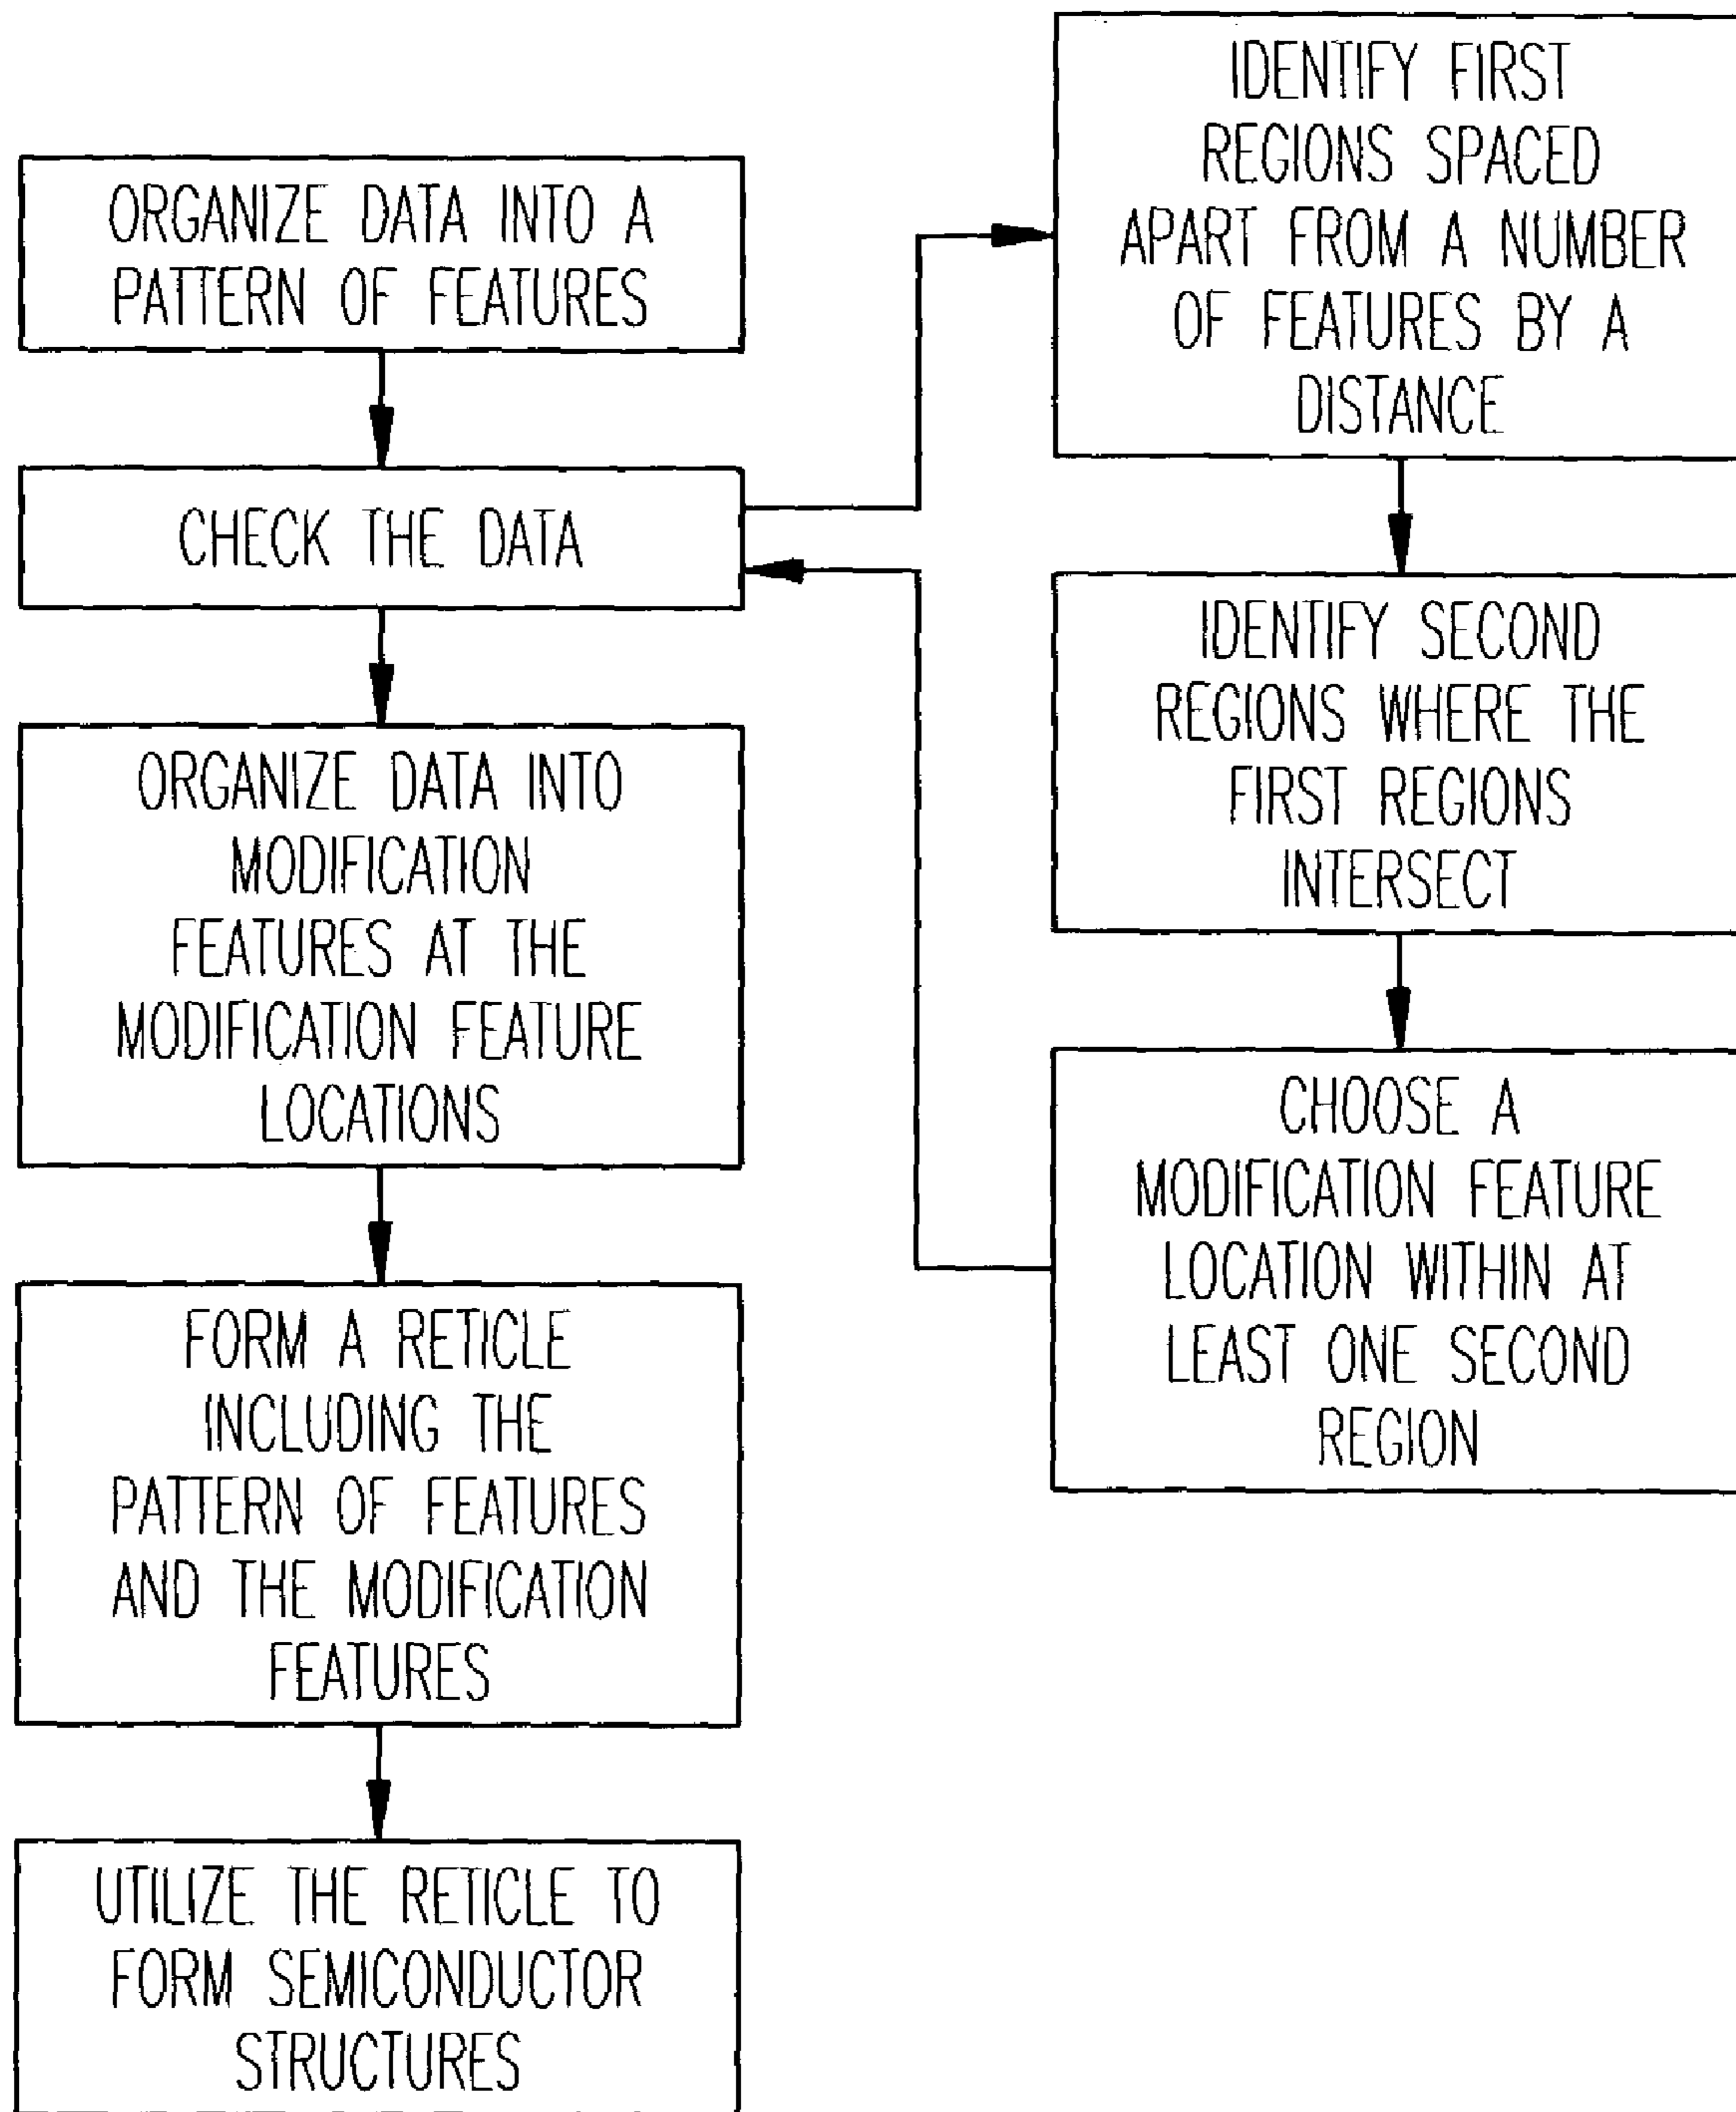 ORGANIZE DATA INTO A
PATTERN OF FEATURES
CHECK THE DATA
ORGANIZE DATA INTO
MODIFICATION
FEATURES AT THE
MODIFICATION FEATURE
LOCATIONS
FORM A RETICLE
INCLUDING THE
PATTERN OF FEATURES
AND THE MODIFICATION
FEATURES
UTILIZE THE RETICLE TO
FORM SEMICONDUCTOR
STRUCTURES
IDENTIFY FIRST
REGIONS SPACED
APART FROM A NUMBER
OF FEATURES BY A
DISTANCE
IDENTIFY SECOND
REGIONS WHERE THE
FIRST REGIONS
INTERSECT
CHOOSE A
MODIFICATION FEATURE
LOCATION WITHIN AT
LEAST ONE SECOND
REGION